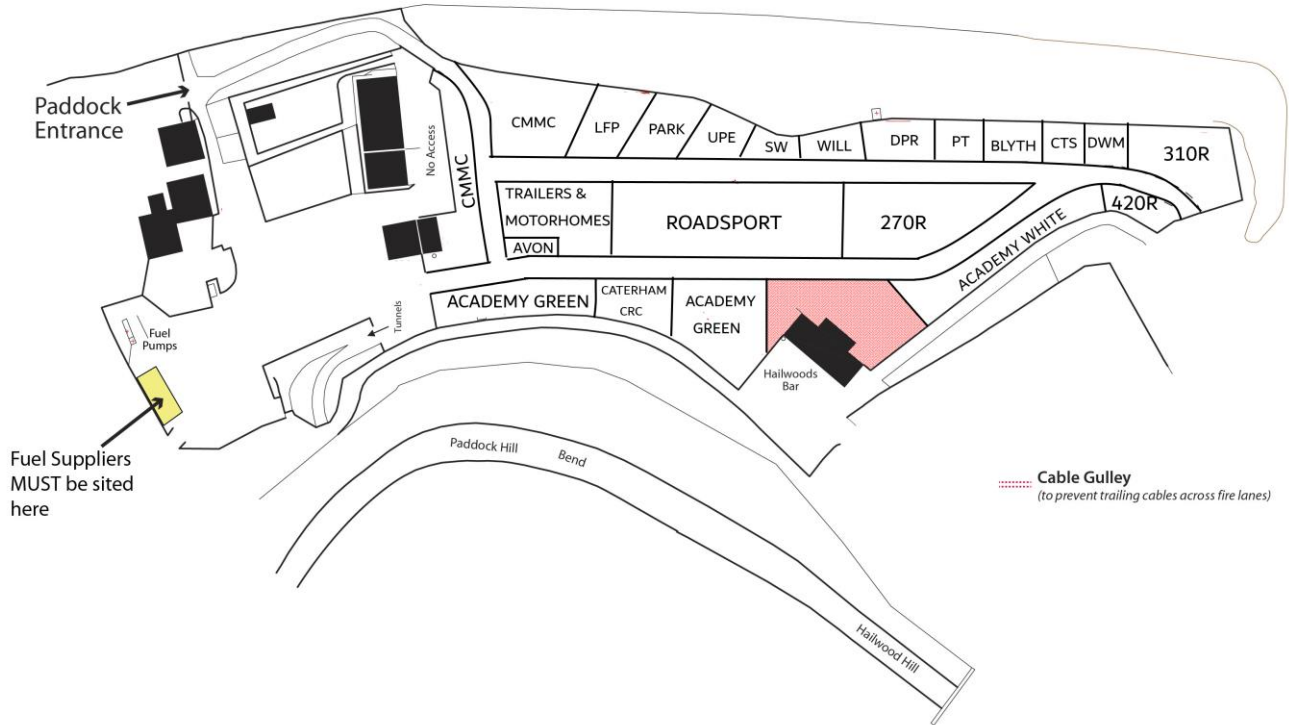 Paddock
Entrance
No Access
CMMC
CMMC
LFP
PARK
UPE
SW
WILL
DPR
PT
BLYTH
CTS
DWM
310R
TRAILERS &
MOTORHOMES
AVON
ROADSPORT
270R
420R
ACADEMY WHITE
ACADEMY GREEN
CATERHAM
CRC
ACADEMY
GREEN
Tunnels
Fuel
Pumps
Hailwoods
Bar
Fuel Suppliers
MUST be sited
here
Paddock Hill Bend
Hailwood Hill
Cable Gulley
(to prevent trailing cables across fire lanes)